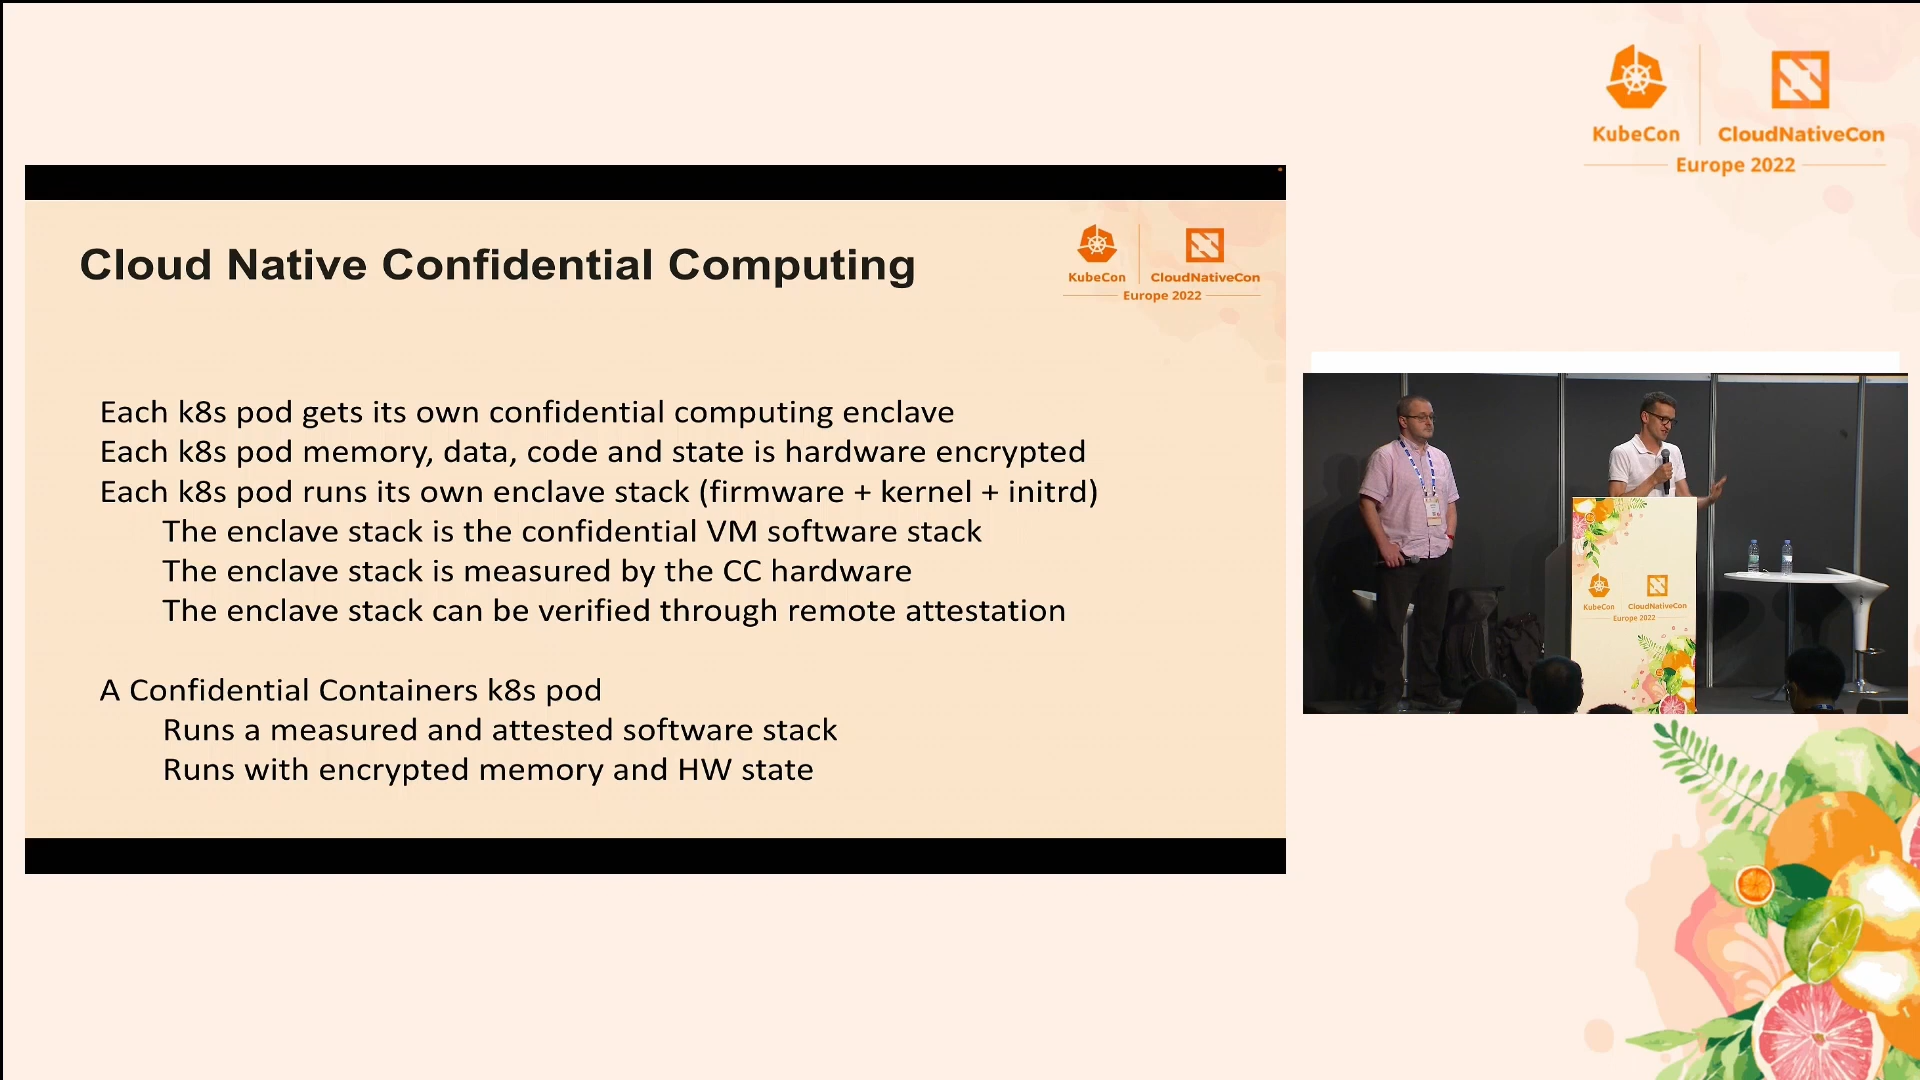 KubeCon
CloudNativeCon
Europe 2022
Cloud Native Confidential Computing
KubeCon
CloudNativeCon
Europe 2022
Each k8s pod gets its own confidential computing enclave
Each k8s pod memory, data, code and state is hardware encrypted
Each k8s pod runs its own enclave stack (firmware + kernel + initrd)
The enclave stack is the confidential VM software stack
The enclave stack is measured by the CC hardware
The enclave stack can be verified through remote attestation
A Confidential Containers k8s pod
Runs a measured and attested software stack
Runs with encrypted memory and HW state
KubeCon
CloudNativeCon
Europe 2022